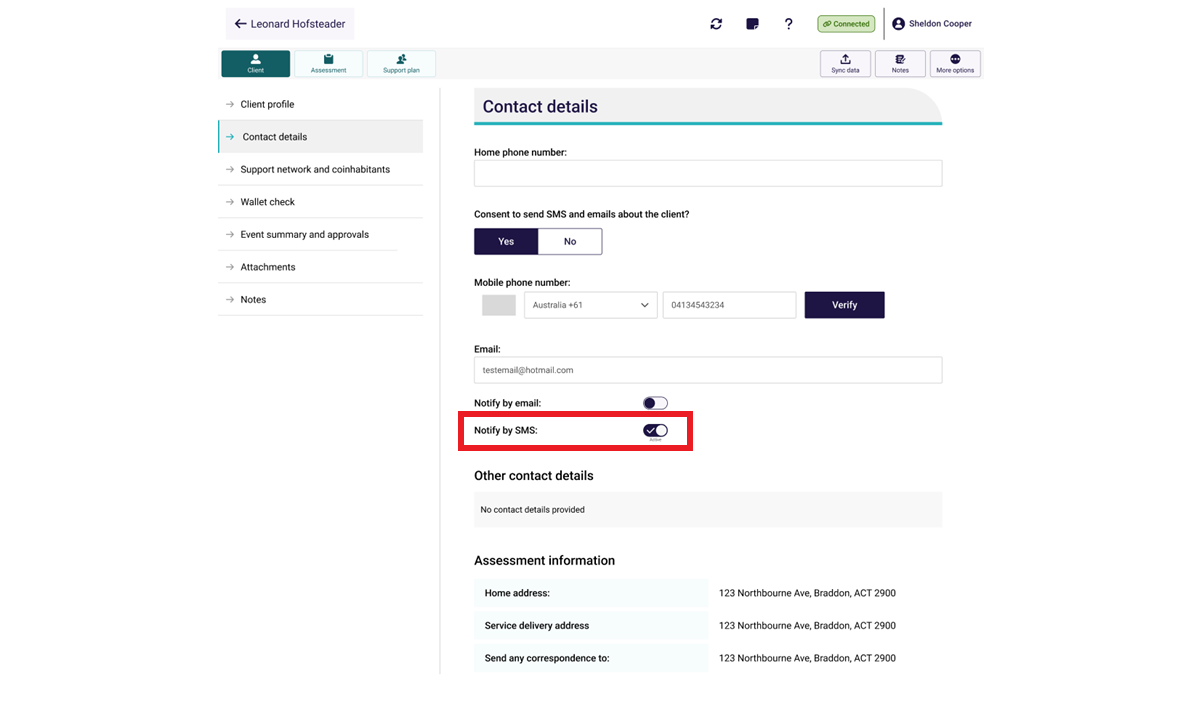 Leonard Hofsteader
?
Connected
Sheldon Cooper
Client
Assessment
Support plan
Sync data
Notes
More options
Client profile
Contact details
Support network and coinhabitants
Wallet check
Event summary and approvals
Attachments
Notes
Contact details
Home phone number:
Consent to send SMS and emails about the client?
Yes No
Mobile phone number:
Australia +61 04134543234 Verify
Email:
testemail@hotmail.com
Notify by email:
Notify by SMS:
Active
Other contact details
No contact details provided
Assessment information
Home address: 123 Northbourne Ave, Braddon, ACT 2900
Service delivery address 123 Northbourne Ave, Braddon, ACT 2900
Send any correspondence to: 123 Northbourne Ave, Braddon, ACT 2900